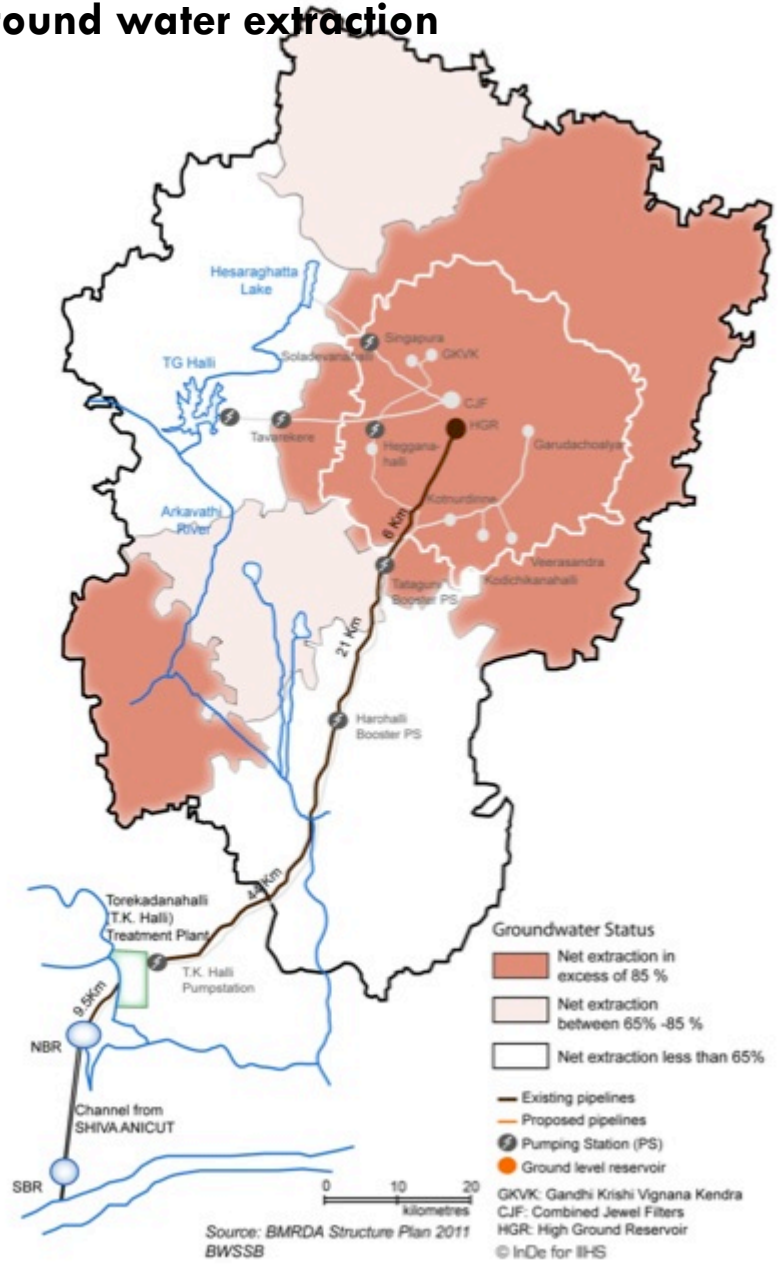 ound water extraction
Hesaraghatta
Lake
Singapura
Soladevanahalli
GKVK
TG Halli
CJF
HGR
Tavarekere
Heggana-
halli
Garudachoalya
Kotnurdinne
Arkavathi
River
6 Km
Veerasandra
Kodichikanahalli
Tataguni
Booster PS
21 Km
Harohalli
Booster PS
44 Km
Torekadanahalli
(T.K. Halli)
Treatment Plant
T.K. Halli
Pumpstation
9.5Km
NBR
Channel from
SHIVA ANICUT
SBR
Groundwater Status
Net extraction in
excess of 85 %
Net extraction
between 65% -85 %
Net extraction less than 65%
Existing pipelines
Proposed pipelines
Pumping Station (PS)
Ground level reservoir
GKVK: Gandhi Krishi Vignana Kendra
CJF: Combined Jewel Filters
HGR: High Ground Reservoir
© InDe for IIHS
0 10 20
kilometres
Source: BMRDA Structure Plan 2011
BWSSB